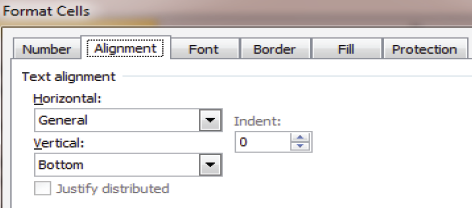 Format Cells
Number Alignment Font Border Fill Protection
Text alignment
Horizontal:
General
Indent:
Vertical:
0
Bottom
Justify distributed